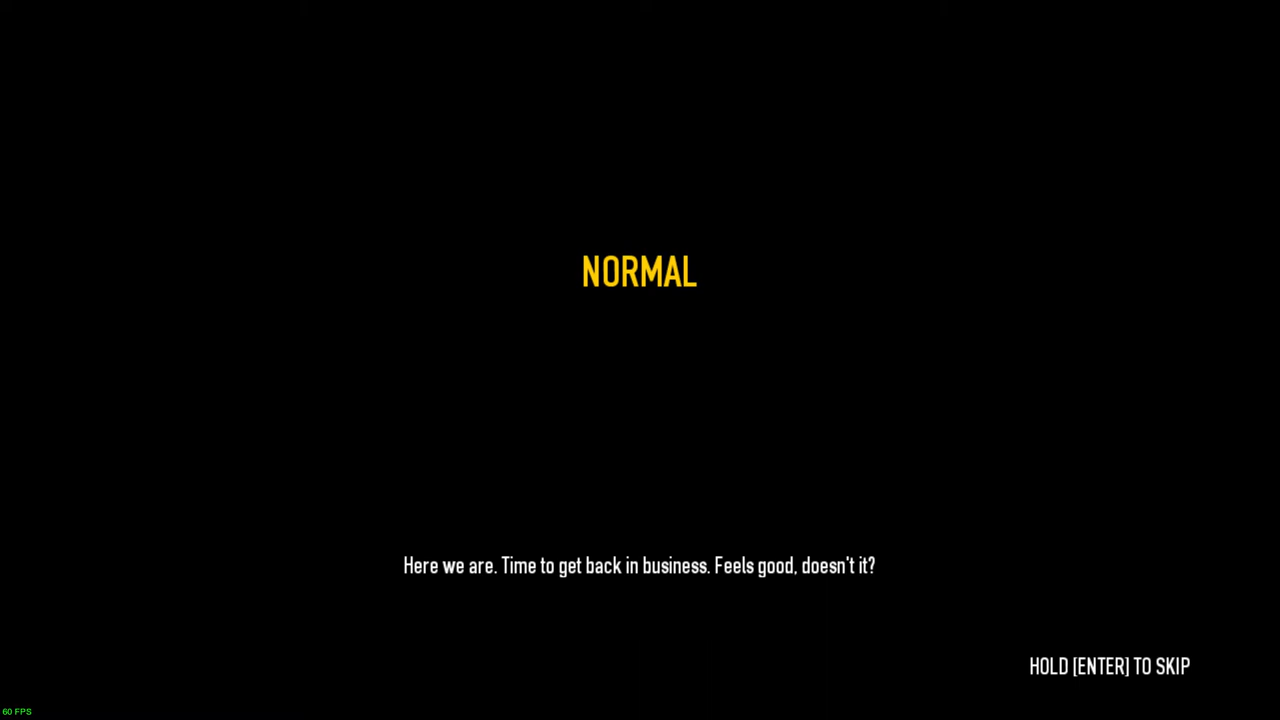 NORMAL
Here we are. Time to get back in business. Feels good, doesn't it?
HOLD [ENTER] TO SKIP
60 FPS